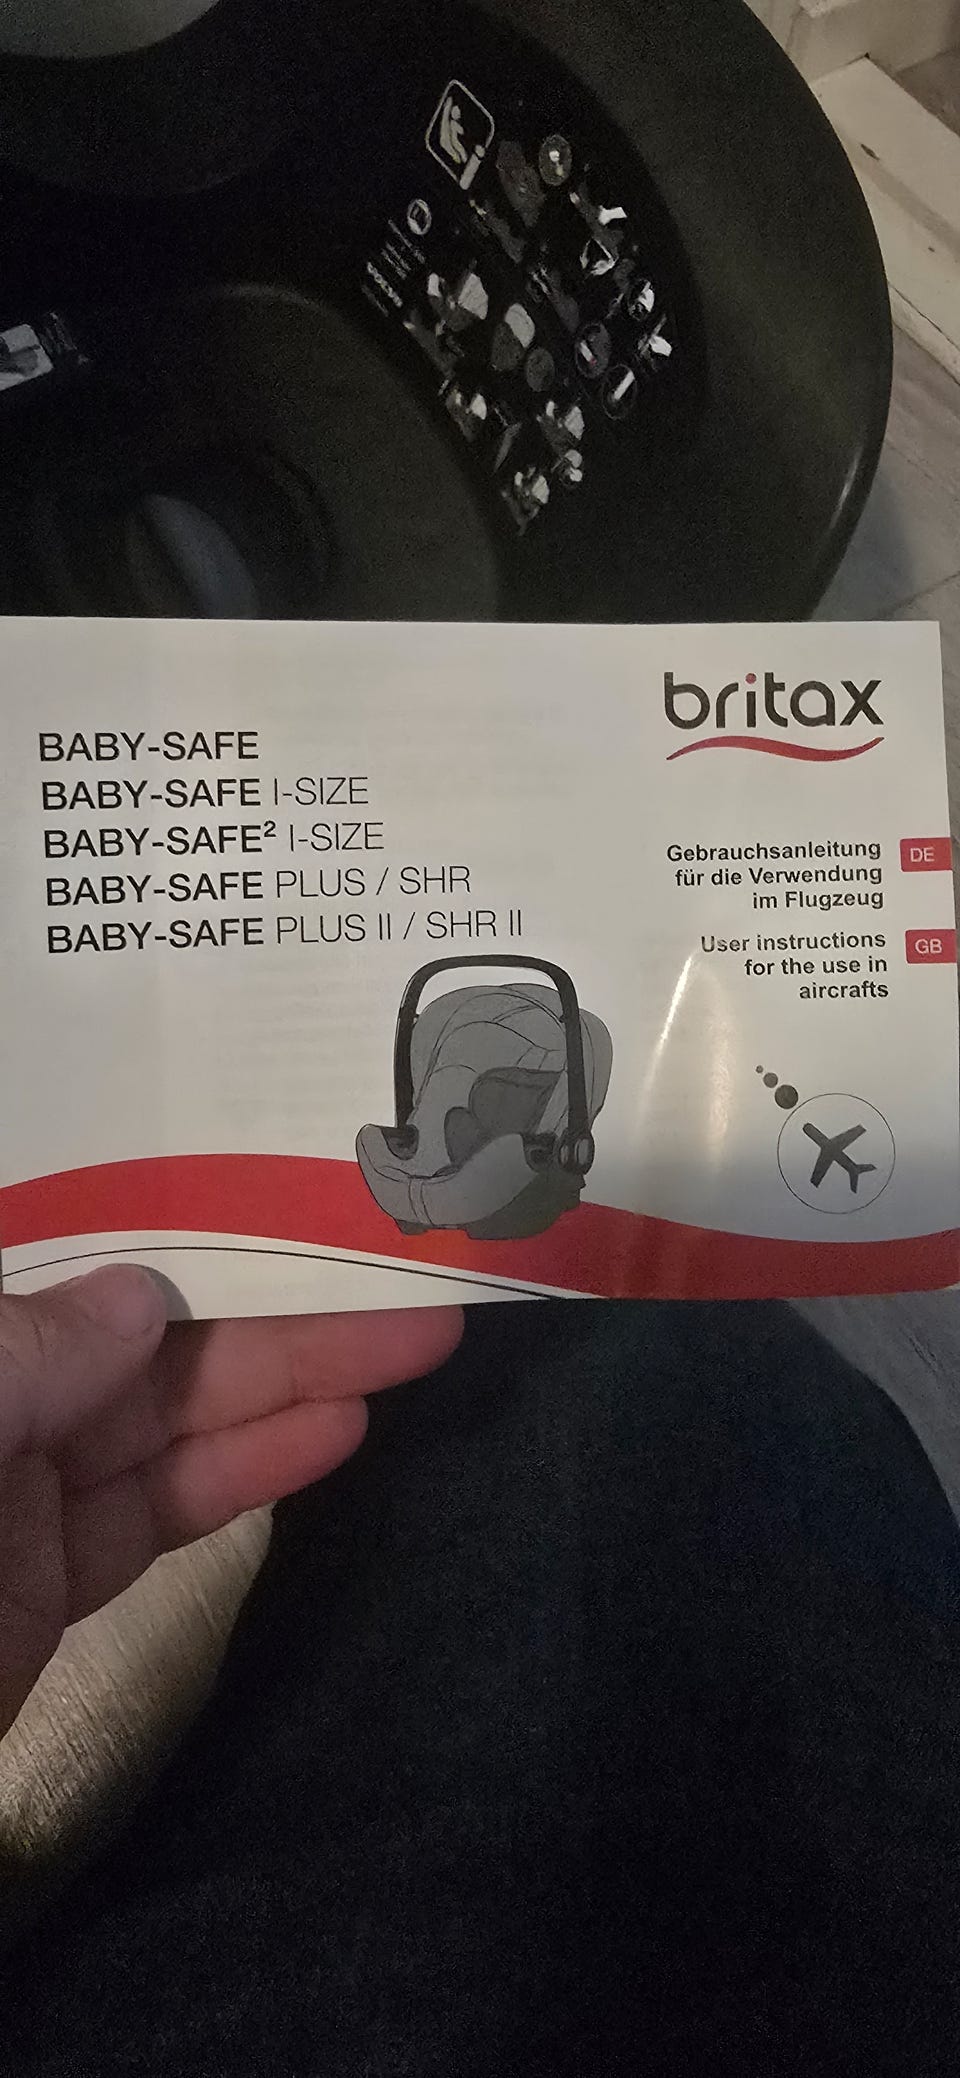 britax
BABY-SAFE
BABY-SAFE I-SIZE
BABY-SAFE² I-SIZE
BABY-SAFE PLUS / SHR
BABY-SAFE PLUS II / SHR II
Gebrauchsanleitung
für die Verwendung
im Flugzeug
DE
User instructions
for the use in
aircrafts
GB